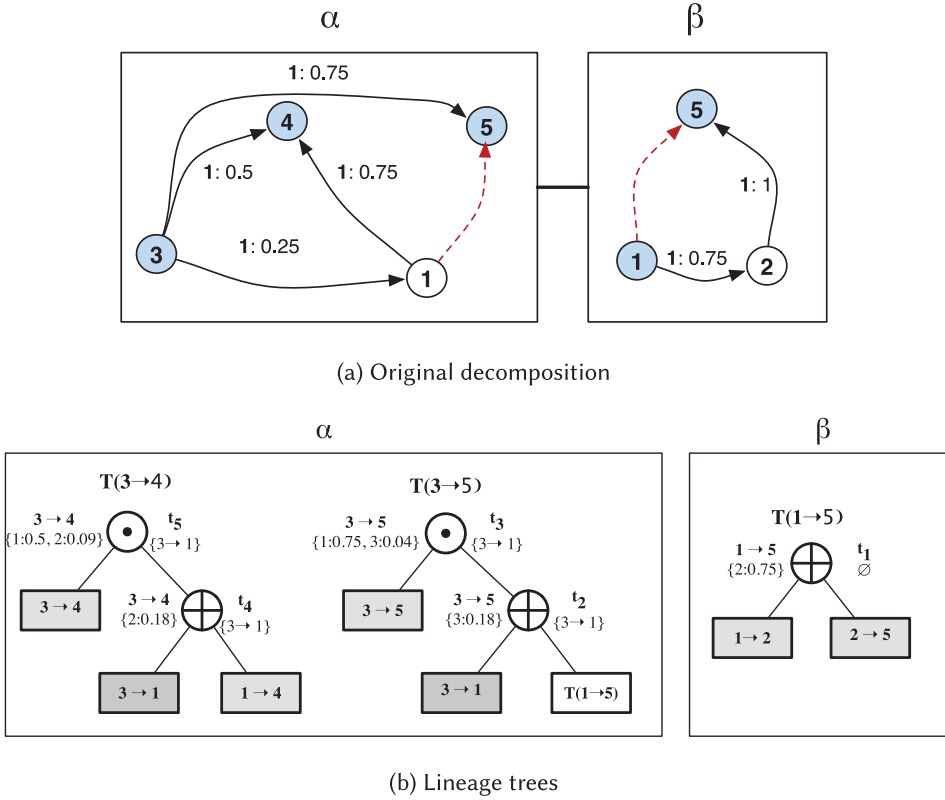 α
β
1: 0.75
4
5
5
1: 0.5
1: 0.75
1: 1
3
1: 0.25
1
1
1: 0.75
2
(a) Original decomposition
α
β
T(3→4)
T(3→5)
T(1→5)
3 → 4
t5
3 → 5
t3
{1:0.5, 2:0.09}
{3→ 1}
{1:0.75, 3:0.04}
{3→ 1}
1 → 5
t1
{2:0.75}
∅
3 → 4
3 → 4
t4
3 → 5
3 → 5
t2
{2:0.18}
{3→ 1}
{3:0.18}
{3→ 1}
1→ 2
2 → 5
3 → 1
1 → 4
3 → 1
T(1→5)
(b) Lineage trees